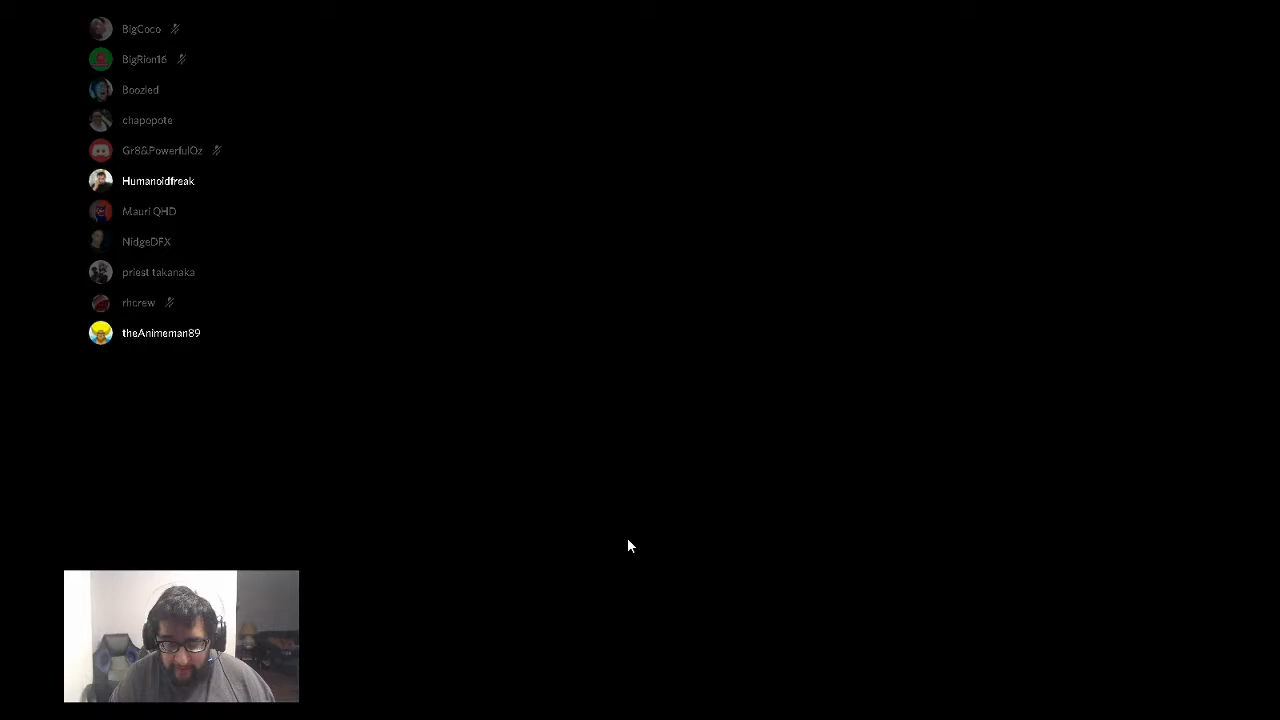 BigCoco
BigRion16
Boozled
chapopote
Gr8&PowerfulOz
Humanoidfreak
Mauri QHD
NidgeDFX
priest takanaka
rhcrew
theAnimeman89